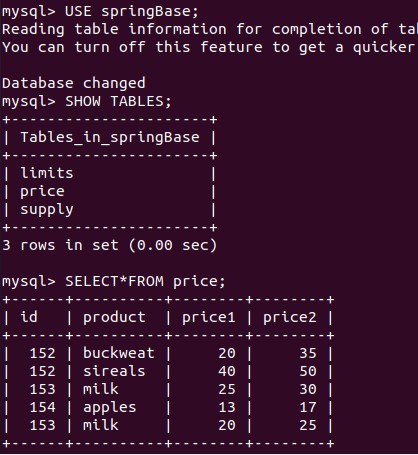 mysql> USE springBase;
Reading table information for completion of ta
You can turn off this feature to get a quicker

Database changed
mysql> SHOW TABLES;
+----------------------+
| Tables_in_springBase |
+----------------------+
| limits               |
| price                |
| supply               |
+----------------------+
3 rows in set (0.00 sec)

mysql> SELECT*FROM price;
+------+----------+--------+--------+
| id   | product  | price1 | price2 |
+------+----------+--------+--------+
|  152 | buckweat |     20 |     35 |
|  152 | sireals  |     40 |     50 |
|  153 | milk     |     25 |     30 |
|  154 | apples   |     13 |     17 |
|  153 | milk     |     20 |     25 |
+------+----------+--------+--------+